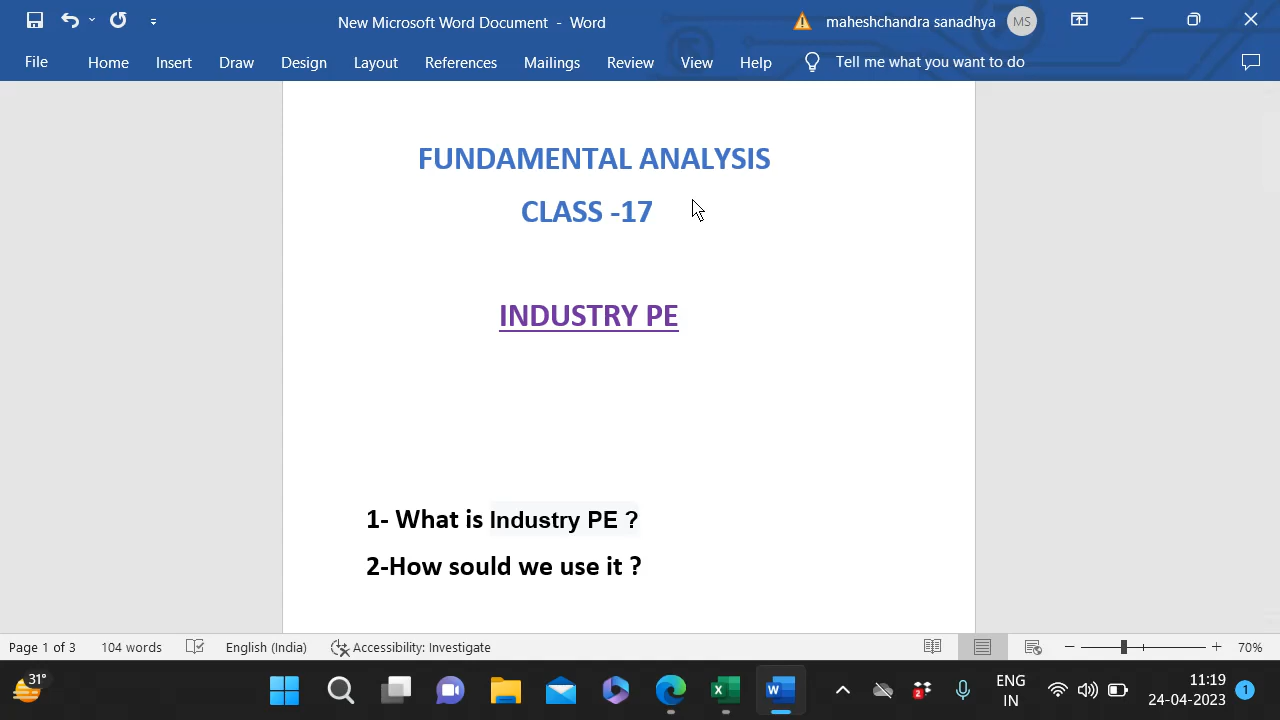 New Microsoft Word Document - Word
maheshchandra sanadhya MS
File Home Insert Draw Design Layout References Mailings Review View Help Tell me what you want to do
FUNDAMENTAL ANALYSIS
CLASS -17
INDUSTRY PE
1- What is Industry PE ?
2-How sould we use it ?
Page 1 of 3 104 words English (India) Accessibility: Investigate 70%
31°
2
ENG
IN
11:19
24-04-2023
1